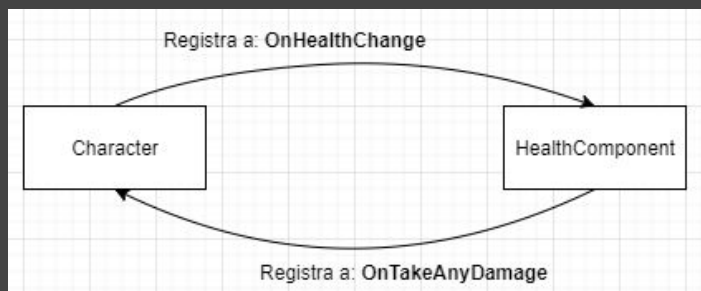 Registra a: OnHealthChange
Character
HealthComponent
Registra a: OnTakeAnyDamage